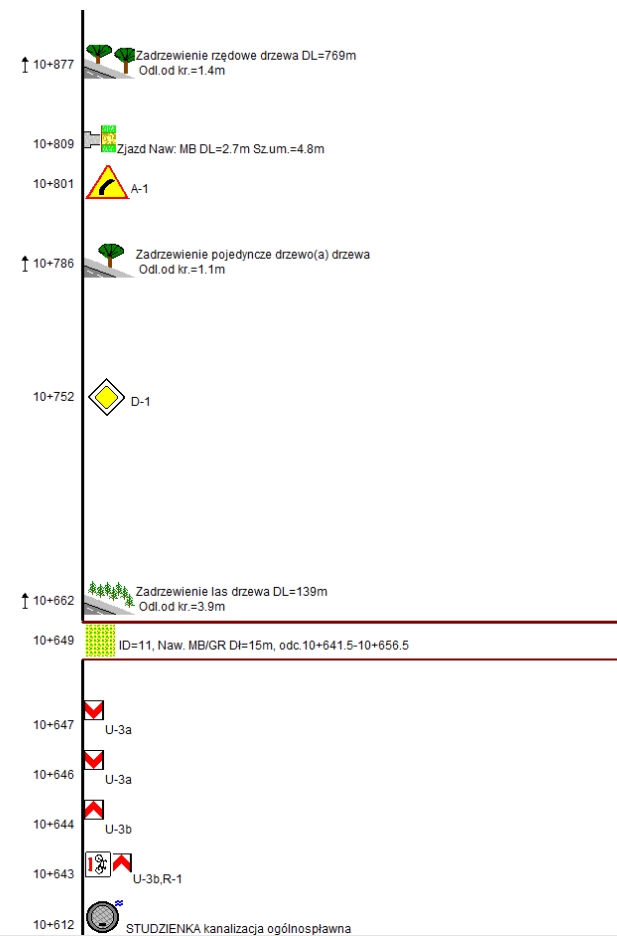 10+877 Zadrzewienie rzędowe drzewa DL=769m
Odl.od kr.=1.4m
10+809 Zjazd Naw: MB DL=2.7m Sz.um.=4.8m
10+801 A-1
10+786 Zadrzewienie pojedyncze drzewo(a) drzewa
Odl.od kr.=1.1m
10+752 D-1
10+662 Zadrzewienie las drzewa DL=139m
Odl.od kr.=3.9m
10+649 ID=11, Naw. MB/GR Dł=15m, odc.10+641.5-10+656.5
10+647 U-3a
10+646 U-3a
10+644 U-3b
10+643 1 U-3b,R-1
10+612 STUDZIENKA kanalizacja ogólnospławna